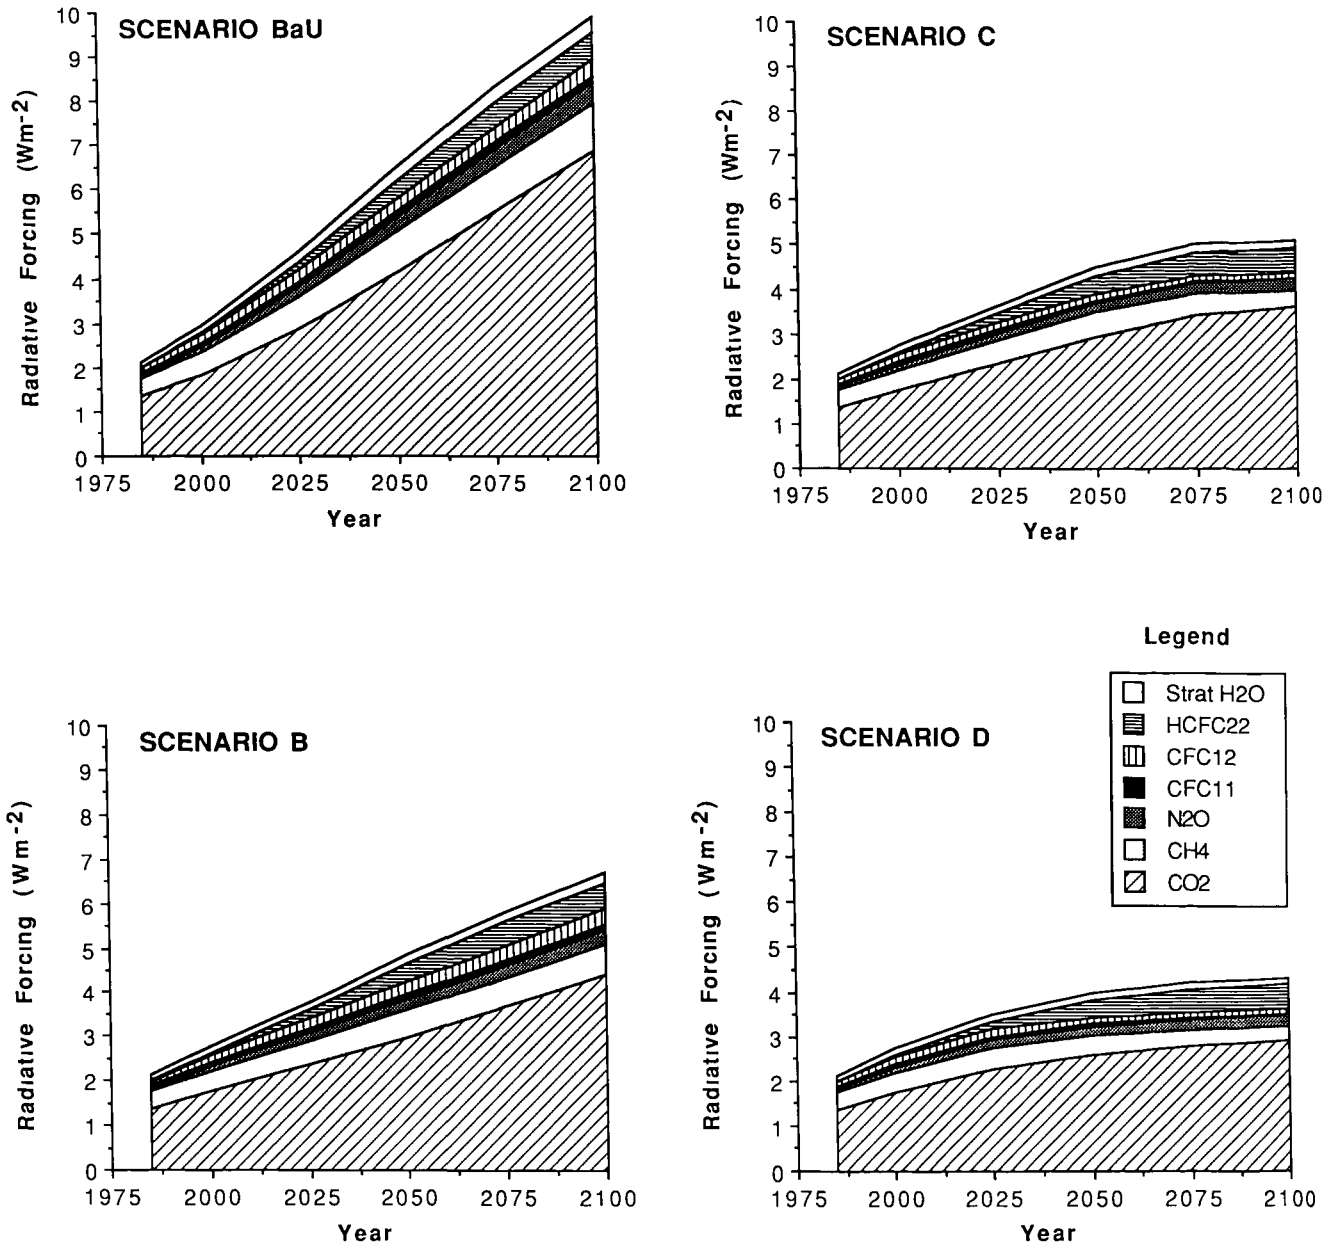 SCENARIO BaU
10
9
8
7
6
5
4
3
2
1
0
Radiative Forcing (Wm-2)
1975 2000 2025 2050 2075 2100
Year
SCENARIO C
10
9
8
7
6
5
4
3
2
1
0
Radiative Forcing (Wm-2)
1975 2000 2025 2050 2075 2100
Year
SCENARIO B
10
9
8
7
6
5
4
3
2
1
0
Radiative Forcing (Wm-2)
1975 2000 2025 2050 2075 2100
Year
SCENARIO D
10
9
8
7
6
5
4
3
2
1
0
Radiative Forcing (Wm-2)
1975 2000 2025 2050 2075 2100
Year
Legend
Strat H2O
HCFC22
CFC12
CFC11
N2O
CH4
CO2